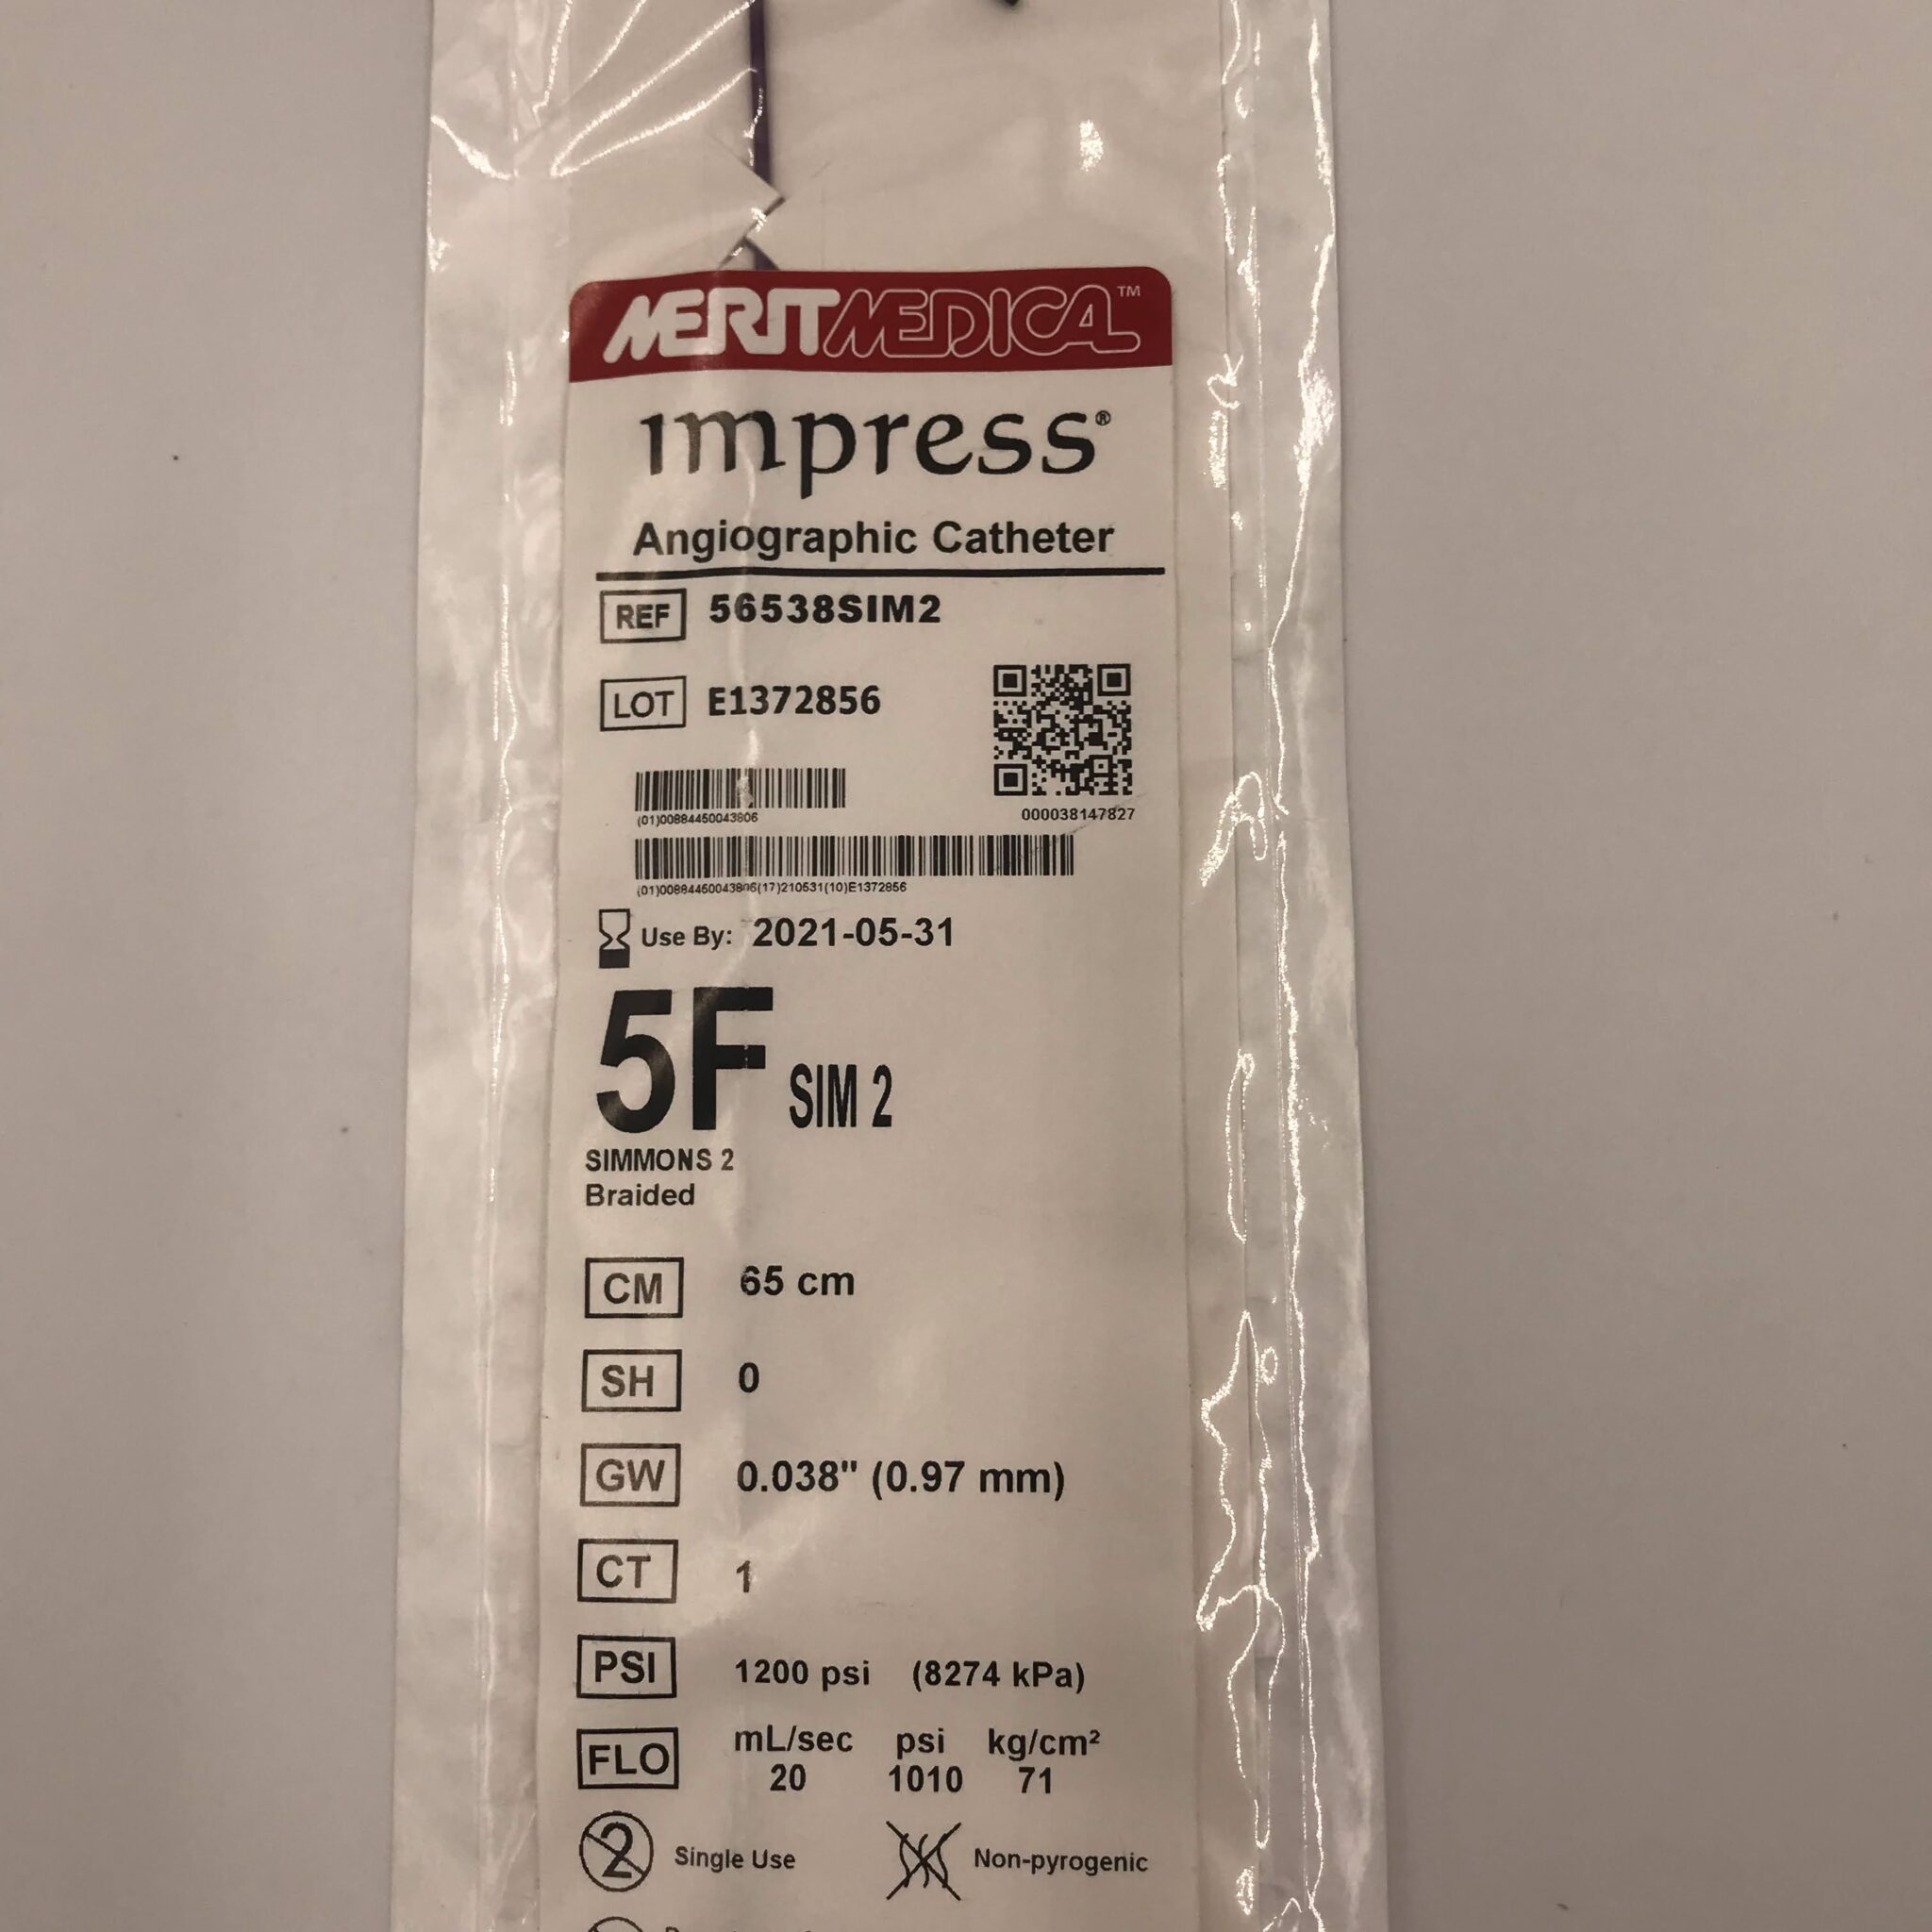 MERITMEDICAL™
ımpress®
Angiographic Catheter
REF 56538SIM2
LOT E1372856
(01)00884450043806
000038147827
(01)00884450043806(17)210531(10)E1372856
Use By: 2021-05-31
5F SIM 2
SIMMONS 2
Braided
CM 65 cm
SH 0
GW 0.038" (0.97 mm)
CT 1
PSI 1200 psi (8274 kPa)
FLO mL/sec psi kg/cm²
20 1010 71
2 Single Use Non-pyrogenic